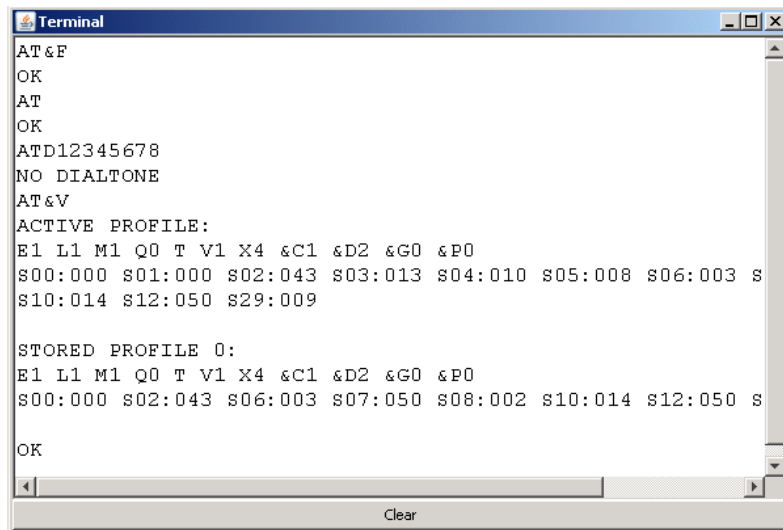 Terminal
AT&F
OK
AT
OK
ATD12345678
NO DIALTONE
AT&V
ACTIVE PROFILE:
E1 L1 M1 Q0 T V1 X4 &C1 &D2 &G0 &P0
S00:000 S01:000 S02:043 S03:013 S04:010 S05:008 S06:003 S
S10:014 S12:050 S29:009
STORED PROFILE 0:
E1 L1 M1 Q0 T V1 X4 &C1 &D2 &G0 &P0
S00:000 S02:043 S06:003 S07:050 S08:002 S10:014 S12:050 S
OK
Clear